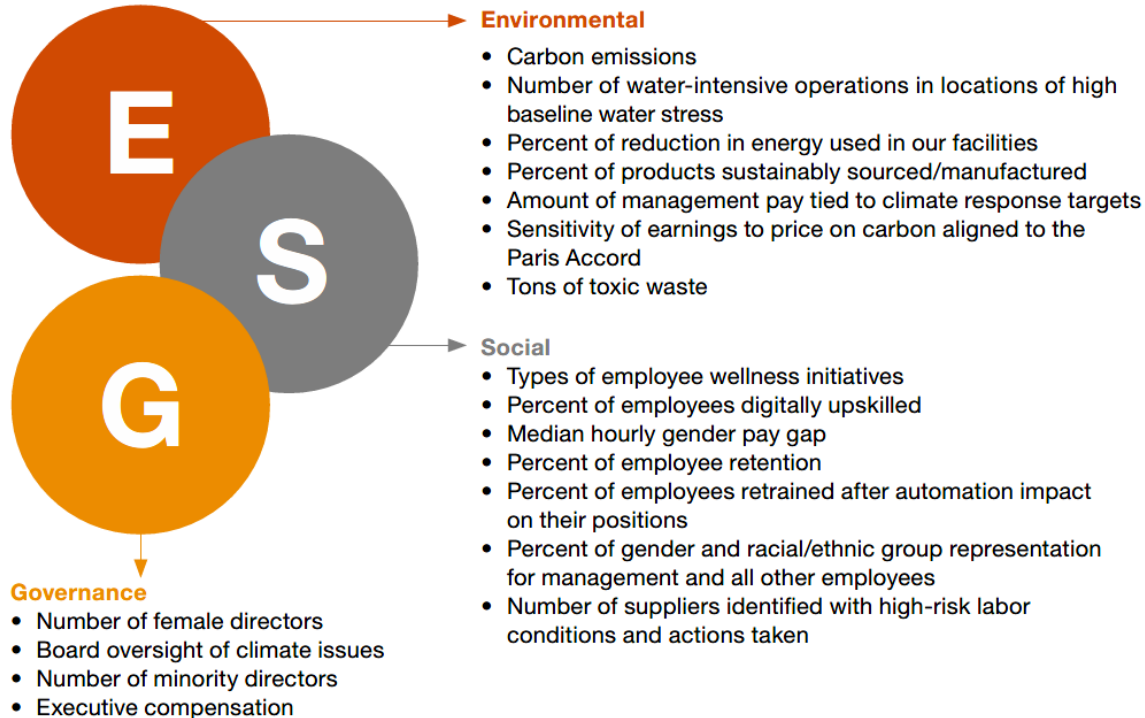 E
S
G
Environmental
• Carbon emissions
• Number of water-intensive operations in locations of high
baseline water stress
• Percent of reduction in energy used in our facilities
• Percent of products sustainably sourced/manufactured
• Amount of management pay tied to climate response targets
• Sensitivity of earnings to price on carbon aligned to the
Paris Accord
• Tons of toxic waste
Social
• Types of employee wellness initiatives
• Percent of employees digitally upskilled
• Median hourly gender pay gap
• Percent of employee retention
• Percent of employees retrained after automation impact
on their positions
• Percent of gender and racial/ethnic group representation
for management and all other employees
• Number of suppliers identified with high-risk labor
conditions and actions taken
Governance
• Number of female directors
• Board oversight of climate issues
• Number of minority directors
• Executive compensation